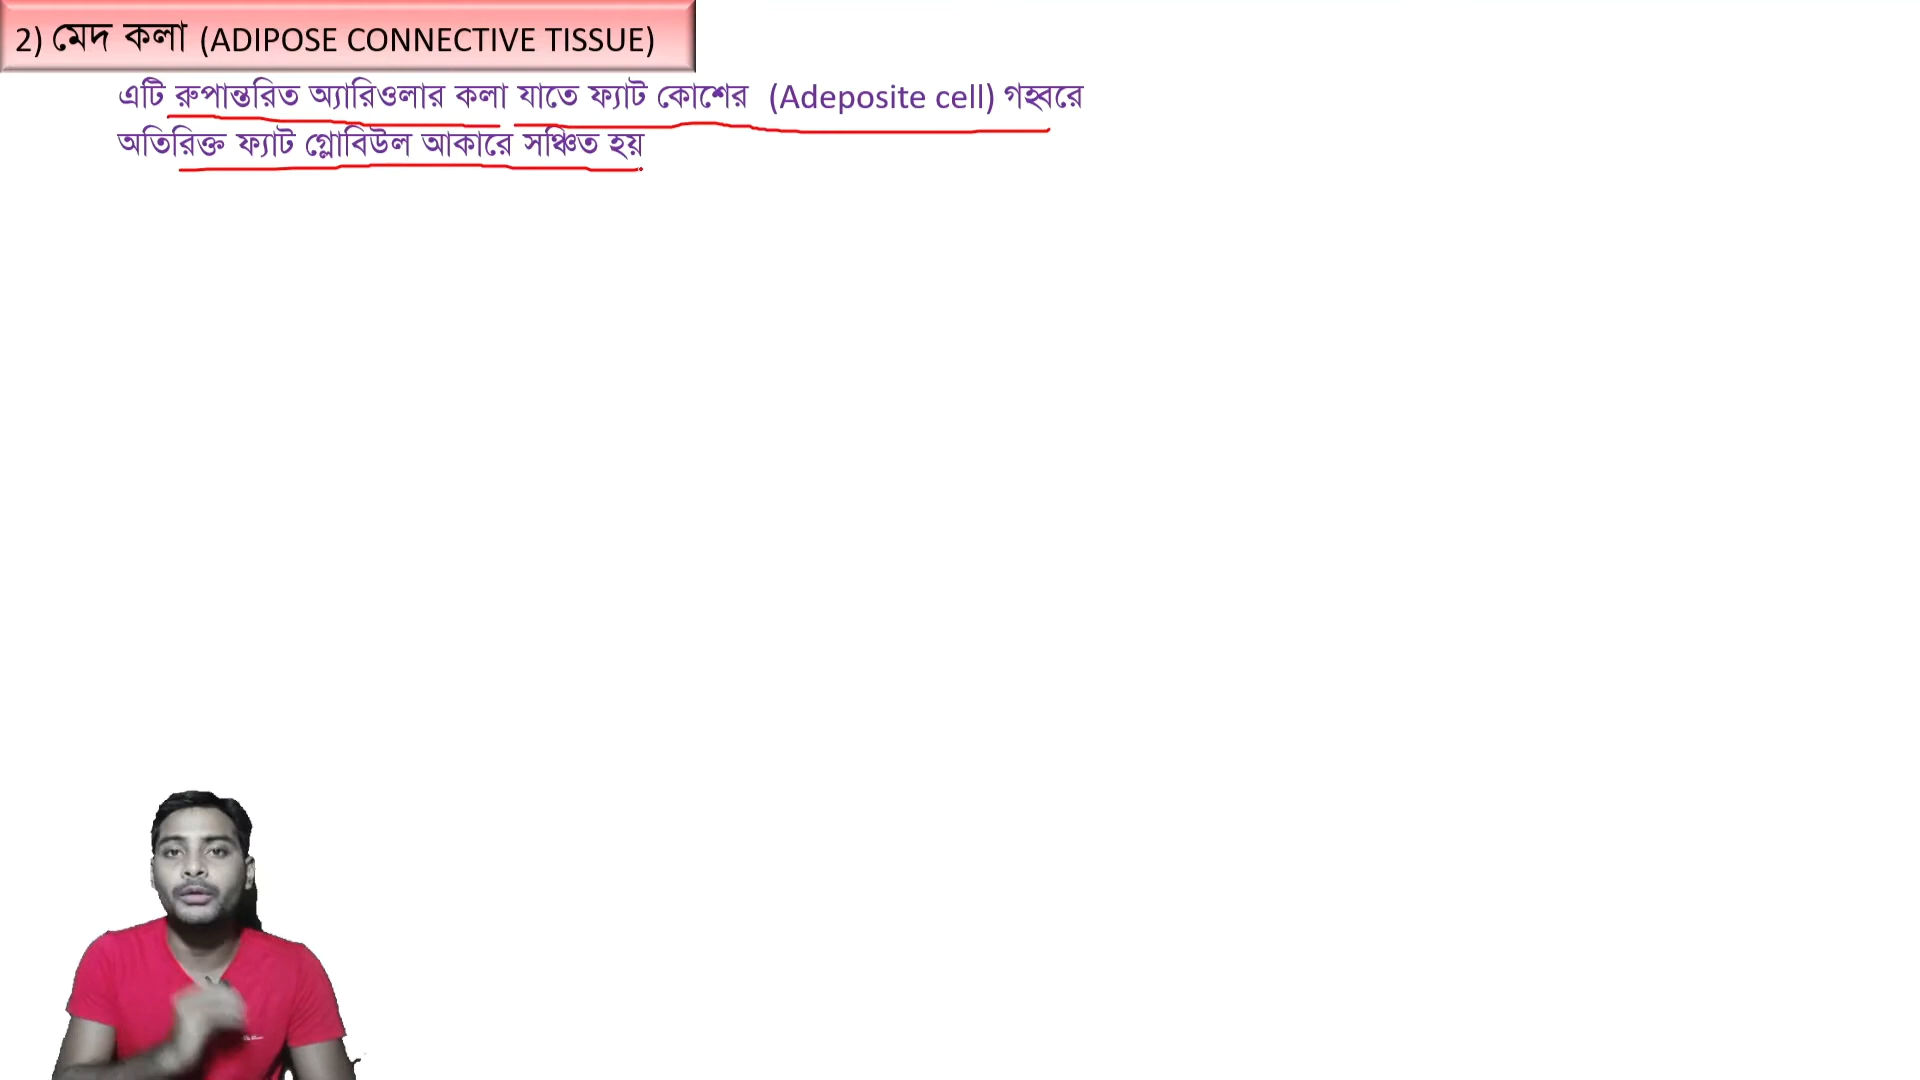 2) মেদ কলা (ADIPOSE CONNECTIVE TISSUE)
এটি রুপান্তরিত অ্যারিওলার কলা যাতে ফ্যাট কোশের (Adeposite cell) গহ্বরে
অতিরিক্ত ফ্যাট গ্লোবিউল আকারে সঞ্চিত হয়